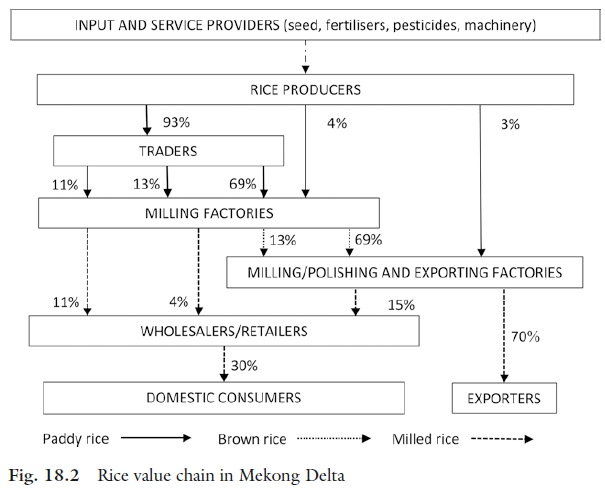 INPUT AND SERVICE PROVIDERS (seed, fertilisers, pesticides, machinery)
RICE PRODUCERS
93% 4% 3%
TRADERS
11% 13% 69%
MILLING FACTORIES
13% 69%
MILLING/POLISHING AND EXPORTING FACTORIES
11% 4% 15%
WHOLESALERS/RETAILERS
70%
30%
DOMESTIC CONSUMERS EXPORTERS
Paddy rice Brown rice Milled rice
Fig. 18.2 Rice value chain in Mekong Delta